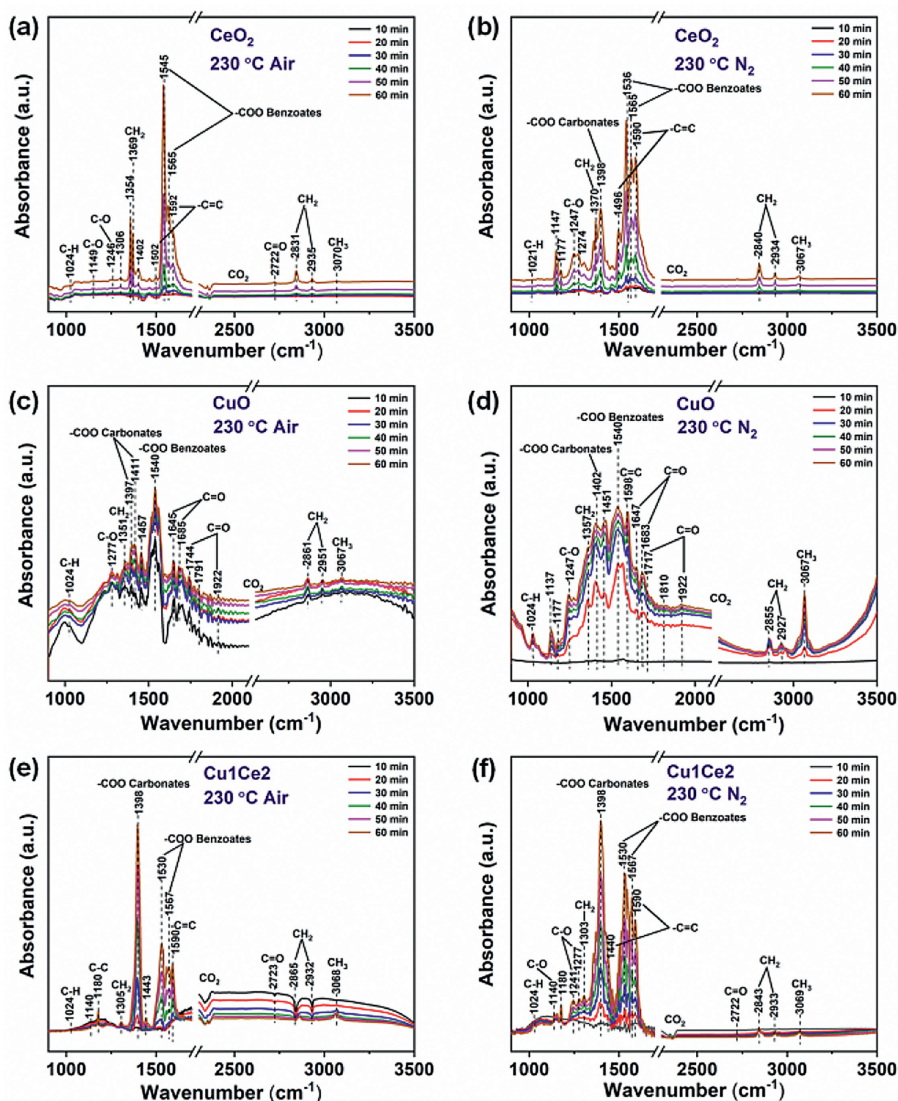 (a)
CeO2
230 °C Air
10 min
20 min
30 min
40 min
50 min
60 min
1545
-COO Benzoates
CH2
1369
1354
1565
1592
-C=C
C-O
C-H
C-O
1024
1149
1246
1306
1402
1502
CO2
C=O
2722
CH2
2831
2935
CH3
3070
1000
1500
2500
3000
3500
Wavenumber (cm-1)
Absorbance (a.u.)
(b)
CeO2
230 °C N2
10 min
20 min
30 min
40 min
50 min
60 min
1536
1565
-COO Benzoates
1590
-COO Carbonates
-C=C
CH2
1370
1398
1496
C-O
1147
1177
1247
1274
C-H
1021
CO2
CH2
2840
2934
CH3
3067
1000
1500
2500
3000
3500
Wavenumber (cm-1)
Absorbance (a.u.)
(c)
CuO
230 °C Air
10 min
20 min
30 min
40 min
50 min
60 min
-COO Carbonates
-COO Benzoates
1540
1411
1397
CH2
1351
1457
C-O
1277
C-H
1024
1645
1685
C=O
C=O
1744
1791
1922
CO2
CH2
2861
2951
3067
1000
1500
2000
2500
3000
3500
Wavenumber (cm-1)
Absorbance (a.u.)
(d)
CuO
230 °C N2
10 min
20 min
30 min
40 min
50 min
60 min
-COO Benzoates
1540
-COO Carbonates
1402
1451
C=C
1598
C=O
CH2
1357
1647
1683
1717
C=O
C-O
1247
C-H
1024
1137
1177
1810
1922
CO2
CH2
2855
2927
3067
1000
1500
2000
2500
3000
3500
Wavenumber (cm-1)
Absorbance (a.u.)
(e)
Cu1Ce2
230 °C Air
10 min
20 min
30 min
40 min
50 min
60 min
-COO Carbonates
1398
-COO Benzoates
1530
1567
C=C
1590
C-C
1180
CH2
1305
1443
C-H
1024
1140
CO2
C=O
2723
CH2
2865
2932
CH3
3068
1000
1500
2500
3000
3500
Wavenumber (cm-1)
Absorbance (a.u.)
(f)
Cu1Ce2
230 °C N2
10 min
20 min
30 min
40 min
50 min
60 min
-COO Carbonates
1398
-COO Benzoates
1530
1567
1590
CH2
1303
1440
-C=C
C-O
1277
C-O
C-H
1024
1140
1180
CO2
C=O
2722
CH2
2843
2933
CH3
3069
1000
1500
2500
3000
3500
Wavenumber (cm-1)
Absorbance (a.u.)